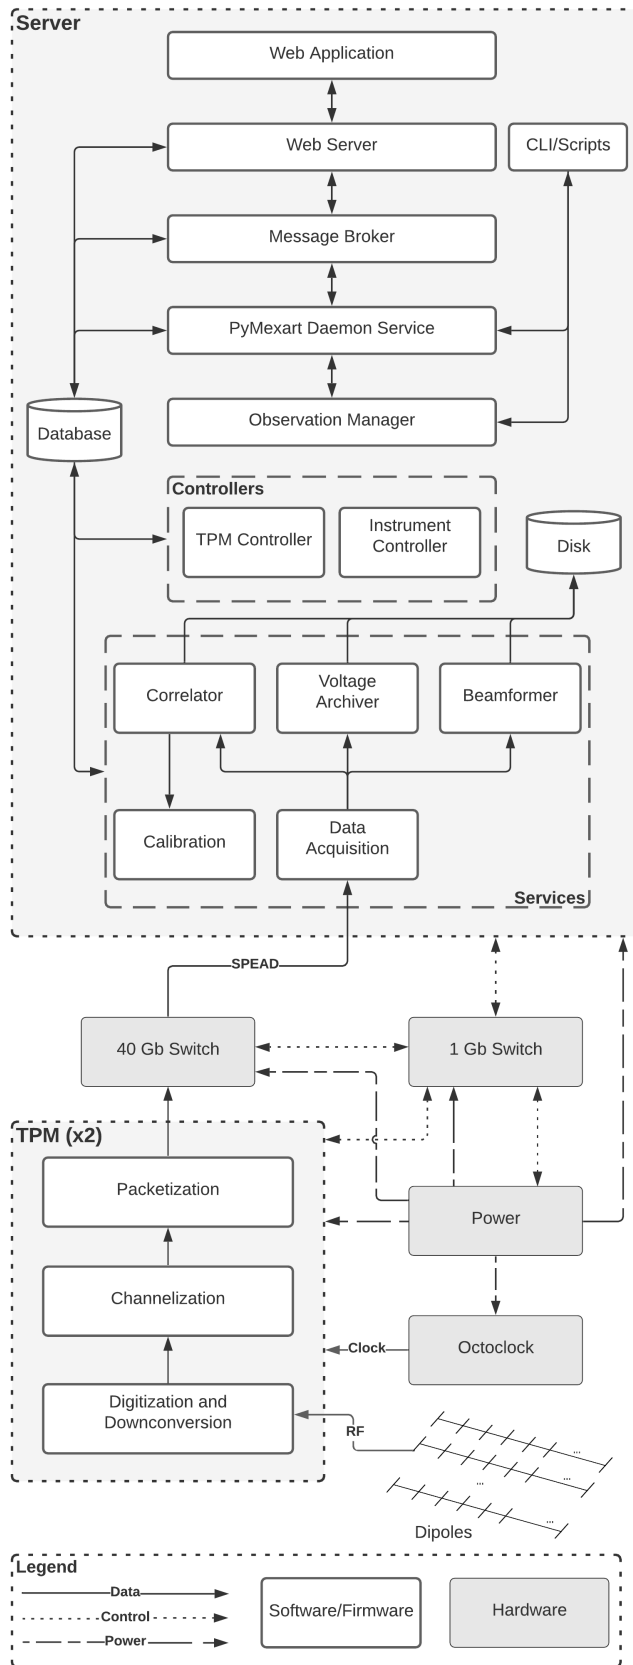 Server
Web Application
Web Server
CLI/Scripts
Message Broker
PyMexart Daemon Service
Database
Observation Manager
Controllers
TPM Controller
Instrument
Controller
Disk
Correlator
Voltage
Archiver
Beamformer
Calibration
Data
Acquisition
Services
SPEAD
40 Gb Switch
1 Gb Switch
TPM (x2)
Packetization
Power
Channelization
Clock
Octoclock
Digitization and
Downconversion
RF
...
...
...
...
Dipoles
Legend
Data
Control
Power
Software/Firmware
Hardware